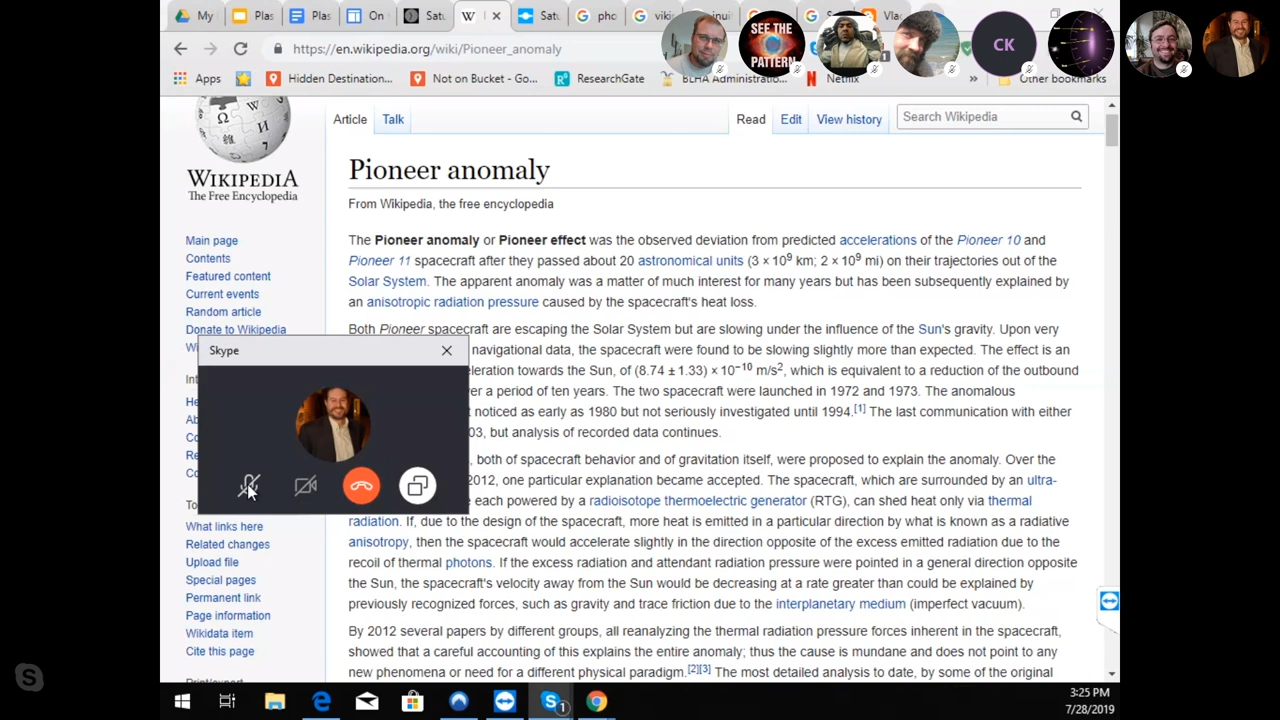 My
Plas
Plas
On
Satu
W
Satu
pho
viki
inui
S
Vlac
https://en.wikipedia.org/wiki/Pioneer_anomaly
SEE THE
PATTERN
CK
Apps
Hidden Destination...
Not on Bucket - Go...
ResearchGate
BLHA Administratio...
Netflix
»
Other bookmarks
WIKIPEDIA
The Free Encyclopedia
Article
Talk
Read
Edit
View history
Search Wikipedia
Pioneer anomaly
From Wikipedia, the free encyclopedia
The Pioneer anomaly or Pioneer effect was the observed deviation from predicted accelerations of the Pioneer 10 and
Pioneer 11 spacecraft after they passed about 20 astronomical units (3 × 10⁹ km; 2 × 10⁹ mi) on their trajectories out of the
Solar System. The apparent anomaly was a matter of much interest for many years but has been subsequently explained by
an anisotropic radiation pressure caused by the spacecraft's heat loss.
Both Pioneer spacecraft are escaping the Solar System but are slowing under the influence of the Sun's gravity. Upon very
navigational data, the spacecraft were found to be slowing slightly more than expected. The effect is an
eleration towards the Sun, of (8.74 ± 1.33) × 10⁻¹⁰ m/s², which is equivalent to a reduction of the outbound
ver a period of ten years. The two spacecraft were launched in 1972 and 1973. The anomalous
noticed as early as 1980 but not seriously investigated until 1994.[1] The last communication with either
03, but analysis of recorded data continues.
, both of spacecraft behavior and of gravitation itself, were proposed to explain the anomaly. Over the
2012, one particular explanation became accepted. The spacecraft, which are surrounded by an ultra-
each powered by a radioisotope thermoelectric generator (RTG), can shed heat only via thermal
radiation. If, due to the design of the spacecraft, more heat is emitted in a particular direction by what is known as a radiative
anisotropy, then the spacecraft would accelerate slightly in the direction opposite of the excess emitted radiation due to the
recoil of thermal photons. If the excess radiation and attendant radiation pressure were pointed in a general direction opposite
the Sun, the spacecraft's velocity away from the Sun would be decreasing at a rate greater than could be explained by
previously recognized forces, such as gravity and trace friction due to the interplanetary medium (imperfect vacuum).
By 2012 several papers by different groups, all reanalyzing the thermal radiation pressure forces inherent in the spacecraft,
showed that a careful accounting of this explains the entire anomaly; thus the cause is mundane and does not point to any
new phenomena or need for a different physical paradigm.[2][3] The most detailed analysis to date, by some of the original
Main page
Contents
Featured content
Current events
Random article
Donate to Wikipedia
Wi
Int
He
Ab
Co
Re
Co
To
What links here
Related changes
Upload file
Special pages
Permanent link
Page information
Wikidata item
Cite this page
Skype
1
3:25 PM
7/28/2019